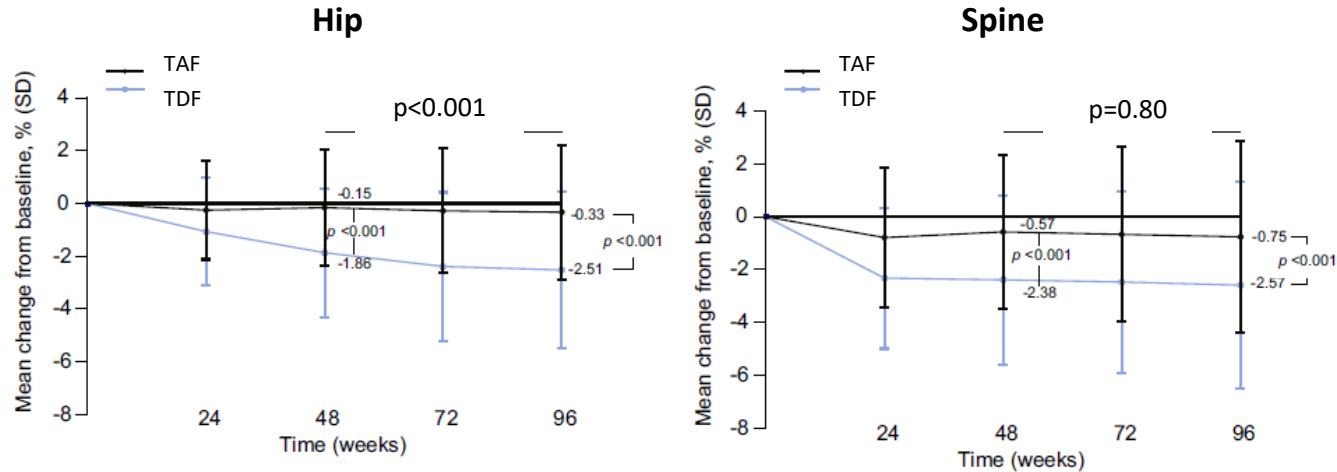 Hip
TAF
TDF
p<0.001
Mean change from baseline, % (SD)
4
2
0
-2
-4
-6
-8
-0.15
p <0.001
-1.86
-0.33
p <0.001
-2.51
24 48 72 96
Time (weeks)
Spine
TAF
TDF
p=0.80
Mean change from baseline, % (SD)
4
2
0
-2
-4
-6
-8
-0.57
p <0.001
-2.38
-0.75
p <0.001
-2.57
24 48 72 96
Time (weeks)